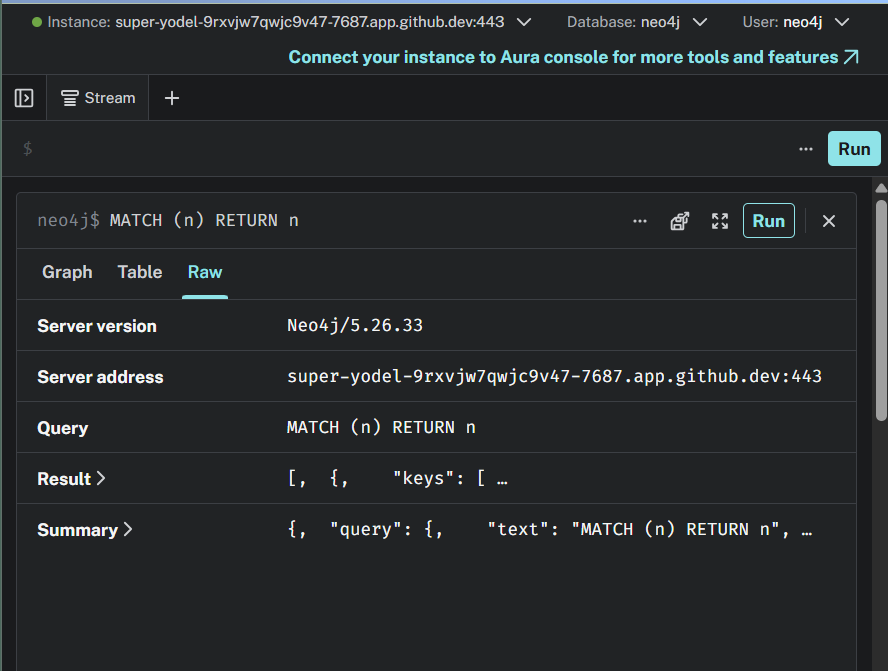 Instance: super-yodel-9rxvjw7qwjc9v47-7687.app.github.dev:443 Database: neo4j User: neo4j
Connect your instance to Aura console for more tools and features
Stream
$ ... Run
neo4j$ MATCH (n) RETURN n ... Run
Graph Table Raw
Server version Neo4j/5.26.33
Server address super-yodel-9rxvjw7qwjc9v47-7687.app.github.dev:443
Query MATCH (n) RETURN n
Result [, {, "keys": [ …
Summary {, "query": {, "text": "MATCH (n) RETURN n", …